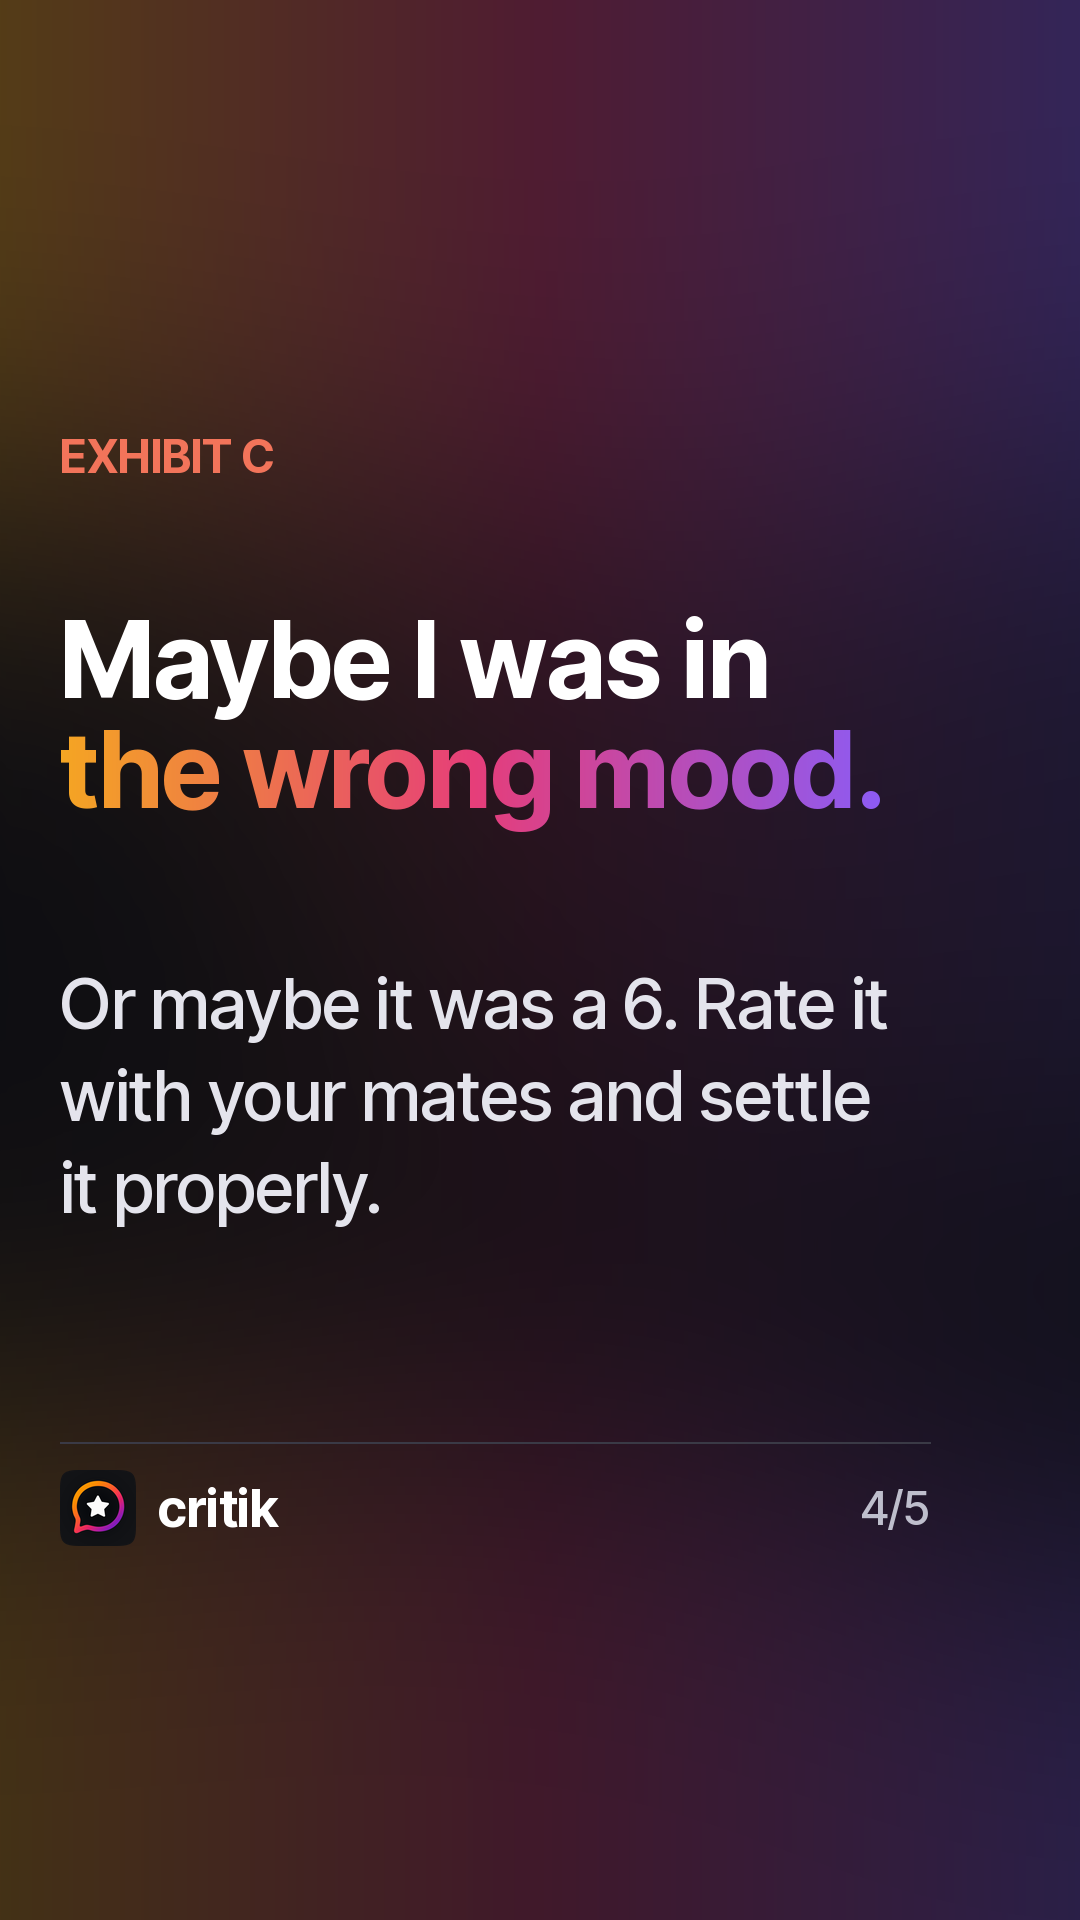 EXHIBIT C
Maybe I was in
the wrong mood.
Or maybe it was a 6. Rate it
with your mates and settle
it properly.
critik
4/5